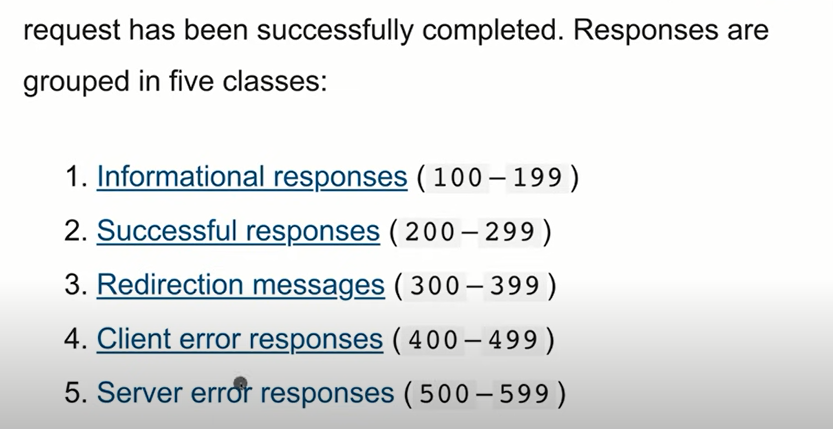 request has been successfully completed. Responses are
grouped in five classes:
1. Informational responses (100–199)
2. Successful responses (200–299)
3. Redirection messages (300–399)
4. Client error responses (400–499)
5. Server error responses (500–599)